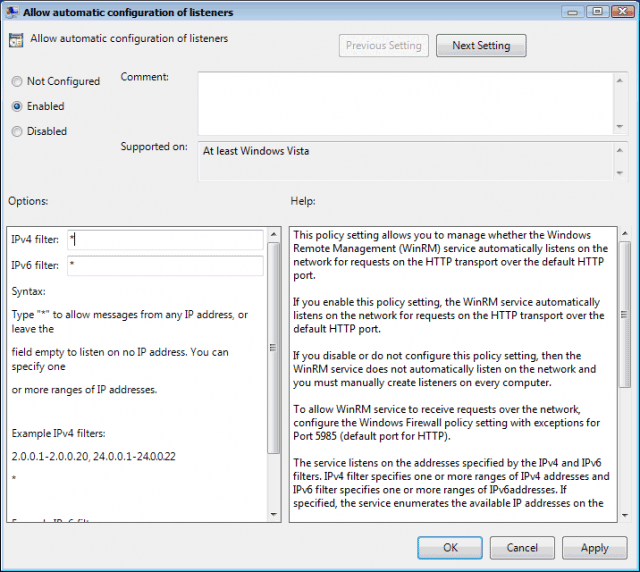 Allow automatic configuration of listeners
Allow automatic configuration of listeners
Previous Setting
Next Setting
Not Configured
Enabled
Disabled
Comment:
Supported on:
At least Windows Vista
Options:
Help:
IPv4 filter:
*
IPv6 filter:
*
Syntax:
Type "*" to allow messages from any IP address, or
leave the
field empty to listen on no IP address. You can
specify one
or more ranges of IP addresses.
Example IPv4 filters:
2.0.0.1-2.0.0.20, 24.0.0.1-24.0.0.22
*
This policy setting allows you to manage whether the Windows
Remote Management (WinRM) service automatically listens on the
network for requests on the HTTP transport over the default HTTP
port.
If you enable this policy setting, the WinRM service automatically
listens on the network for requests on the HTTP transport over the
default HTTP port.
If you disable or do not configure this policy setting, then the
WinRM service does not automatically listen on the network and
you must manually create listeners on every computer.
To allow WinRM service to receive requests over the network,
configure the Windows Firewall policy setting with exceptions for
Port 5985 (default port for HTTP).
The service listens on the addresses specified by the IPv4 and IPv6
filters. IPv4 filter specifies one or more ranges of IPv4 addresses and
IPv6 filter specifies one or more ranges of IPv6addresses. If
specified, the service enumerates the available IP addresses on the
OK
Cancel
Apply